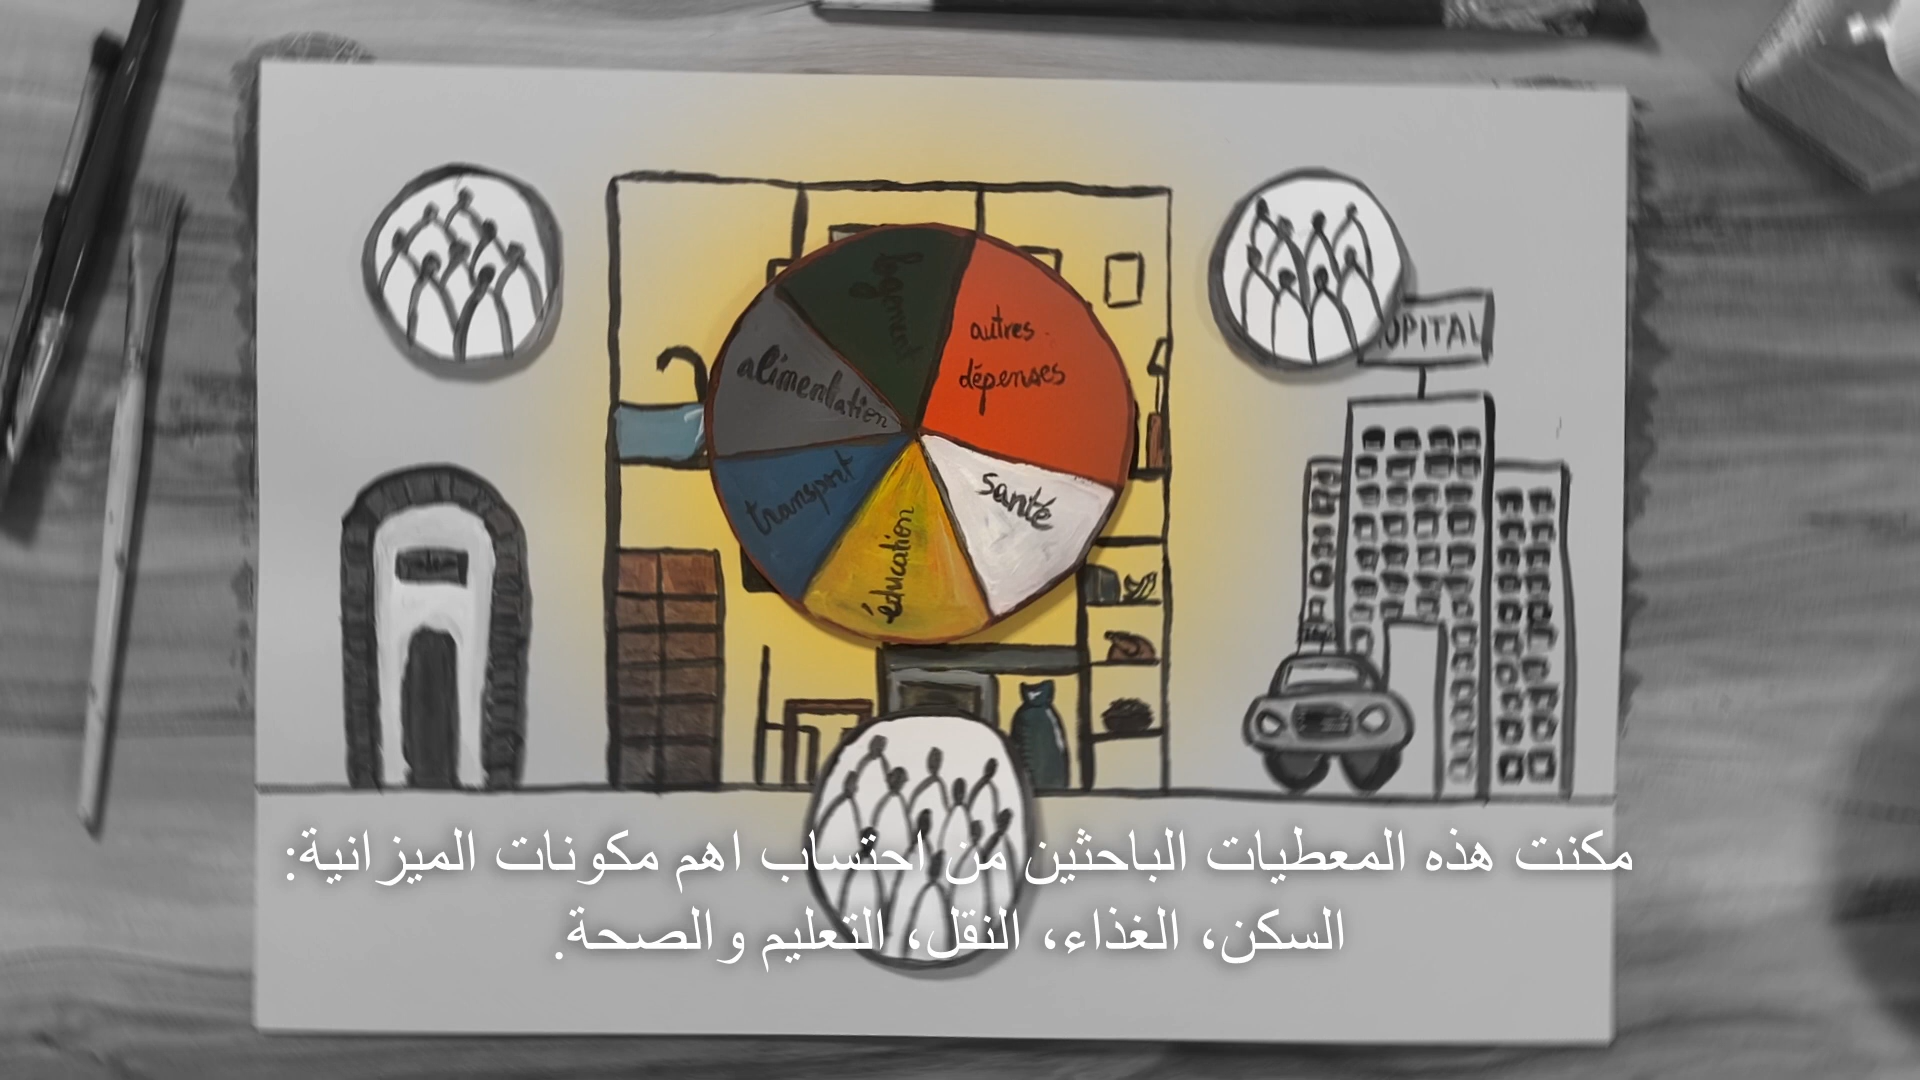 logement
autres
dépenses
alimentation
santé
transport
éducation
OPITAL
مكنت هذه المعطيات الباحثين من احتساب اهم مكونات الميزانية:
السكن، الغذاء، النقل، التعليم والصحة.